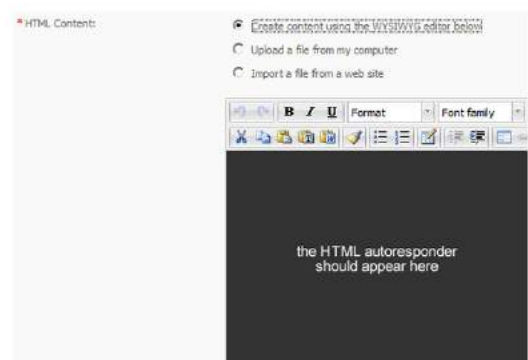 * HTML Content:
Create content using the WYSIWYG editor below
Upload a file from my computer
Import a file from a web site
B I U Format Font family
the HTML autoresponder
should appear here